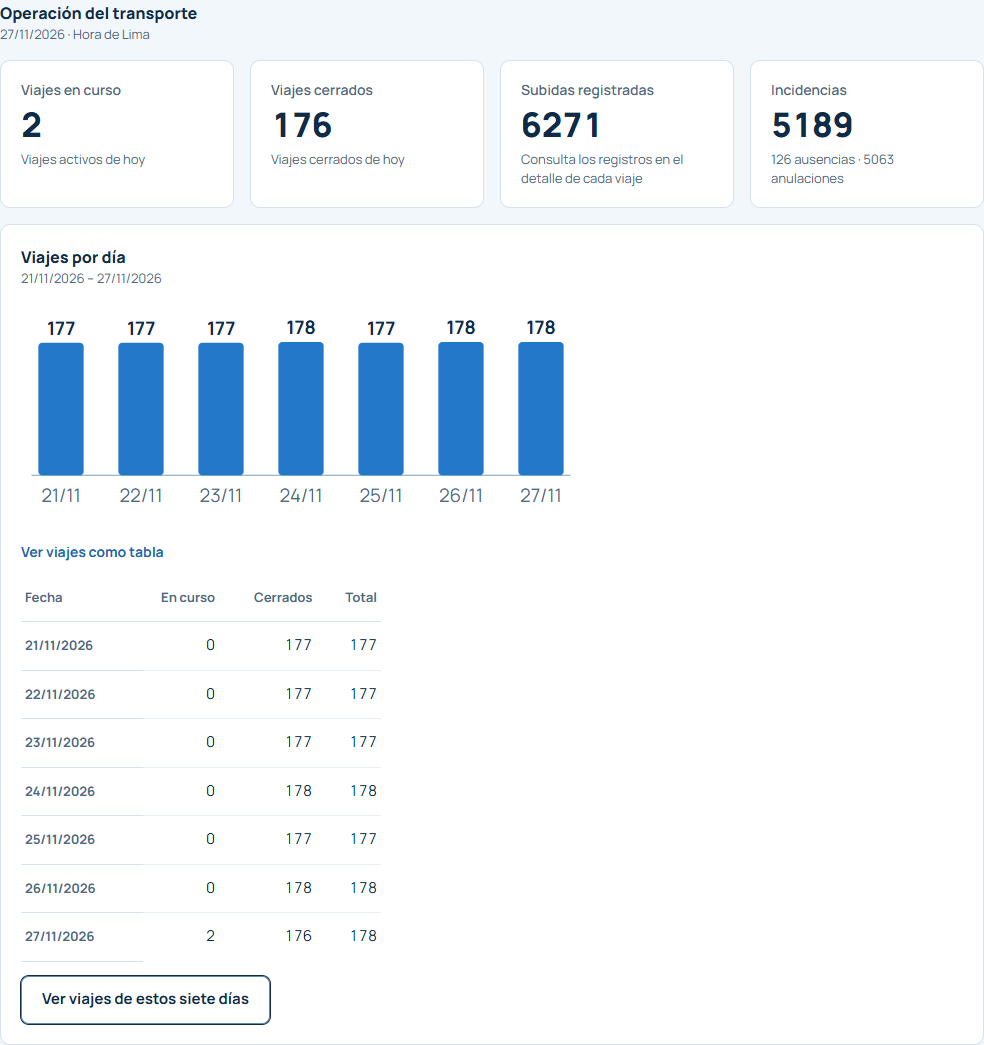 Operación del transporte
27/11/2026 · Hora de Lima
Viajes en curso
2
Viajes activos de hoy
Viajes cerrados
176
Viajes cerrados de hoy
Subidas registradas
6271
Consulta los registros en el
detalle de cada viaje
Incidencias
5189
126 ausencias · 5063
anulaciones
Viajes por día
21/11/2026 – 27/11/2026
177 177 177 178 177 178 178
21/11 22/11 23/11 24/11 25/11 26/11 27/11
Ver viajes como tabla
Fecha En curso Cerrados Total
21/11/2026 0 177 177
22/11/2026 0 177 177
23/11/2026 0 177 177
24/11/2026 0 178 178
25/11/2026 0 177 177
26/11/2026 0 178 178
27/11/2026 2 176 178
Ver viajes de estos siete días